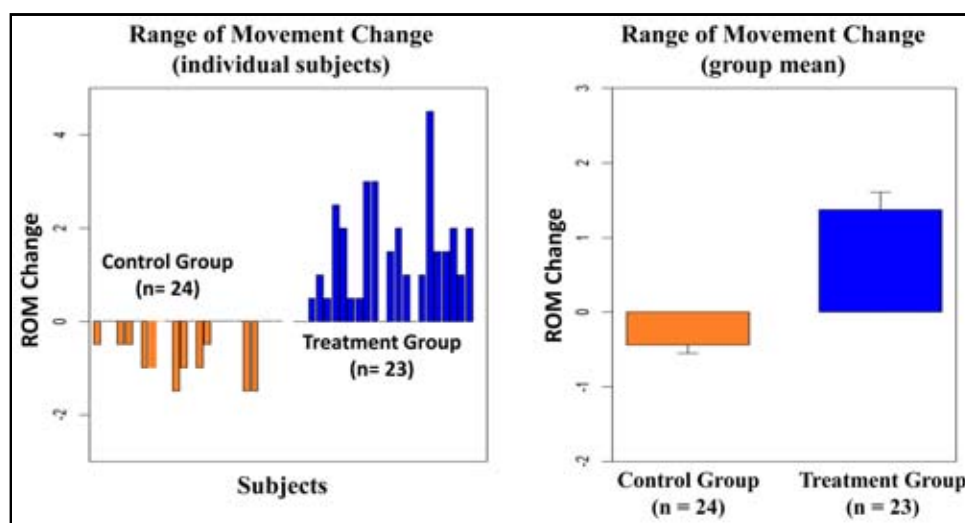 Range of Movement Change
(individual subjects)
ROM Change
4
2
0
-2
Control Group
(n= 24)
Treatment Group
(n= 23)
Subjects
Range of Movement Change
(group mean)
ROM Change
3
2
1
0
-1
-2
Control Group
(n = 24)
Treatment Group
(n = 23)